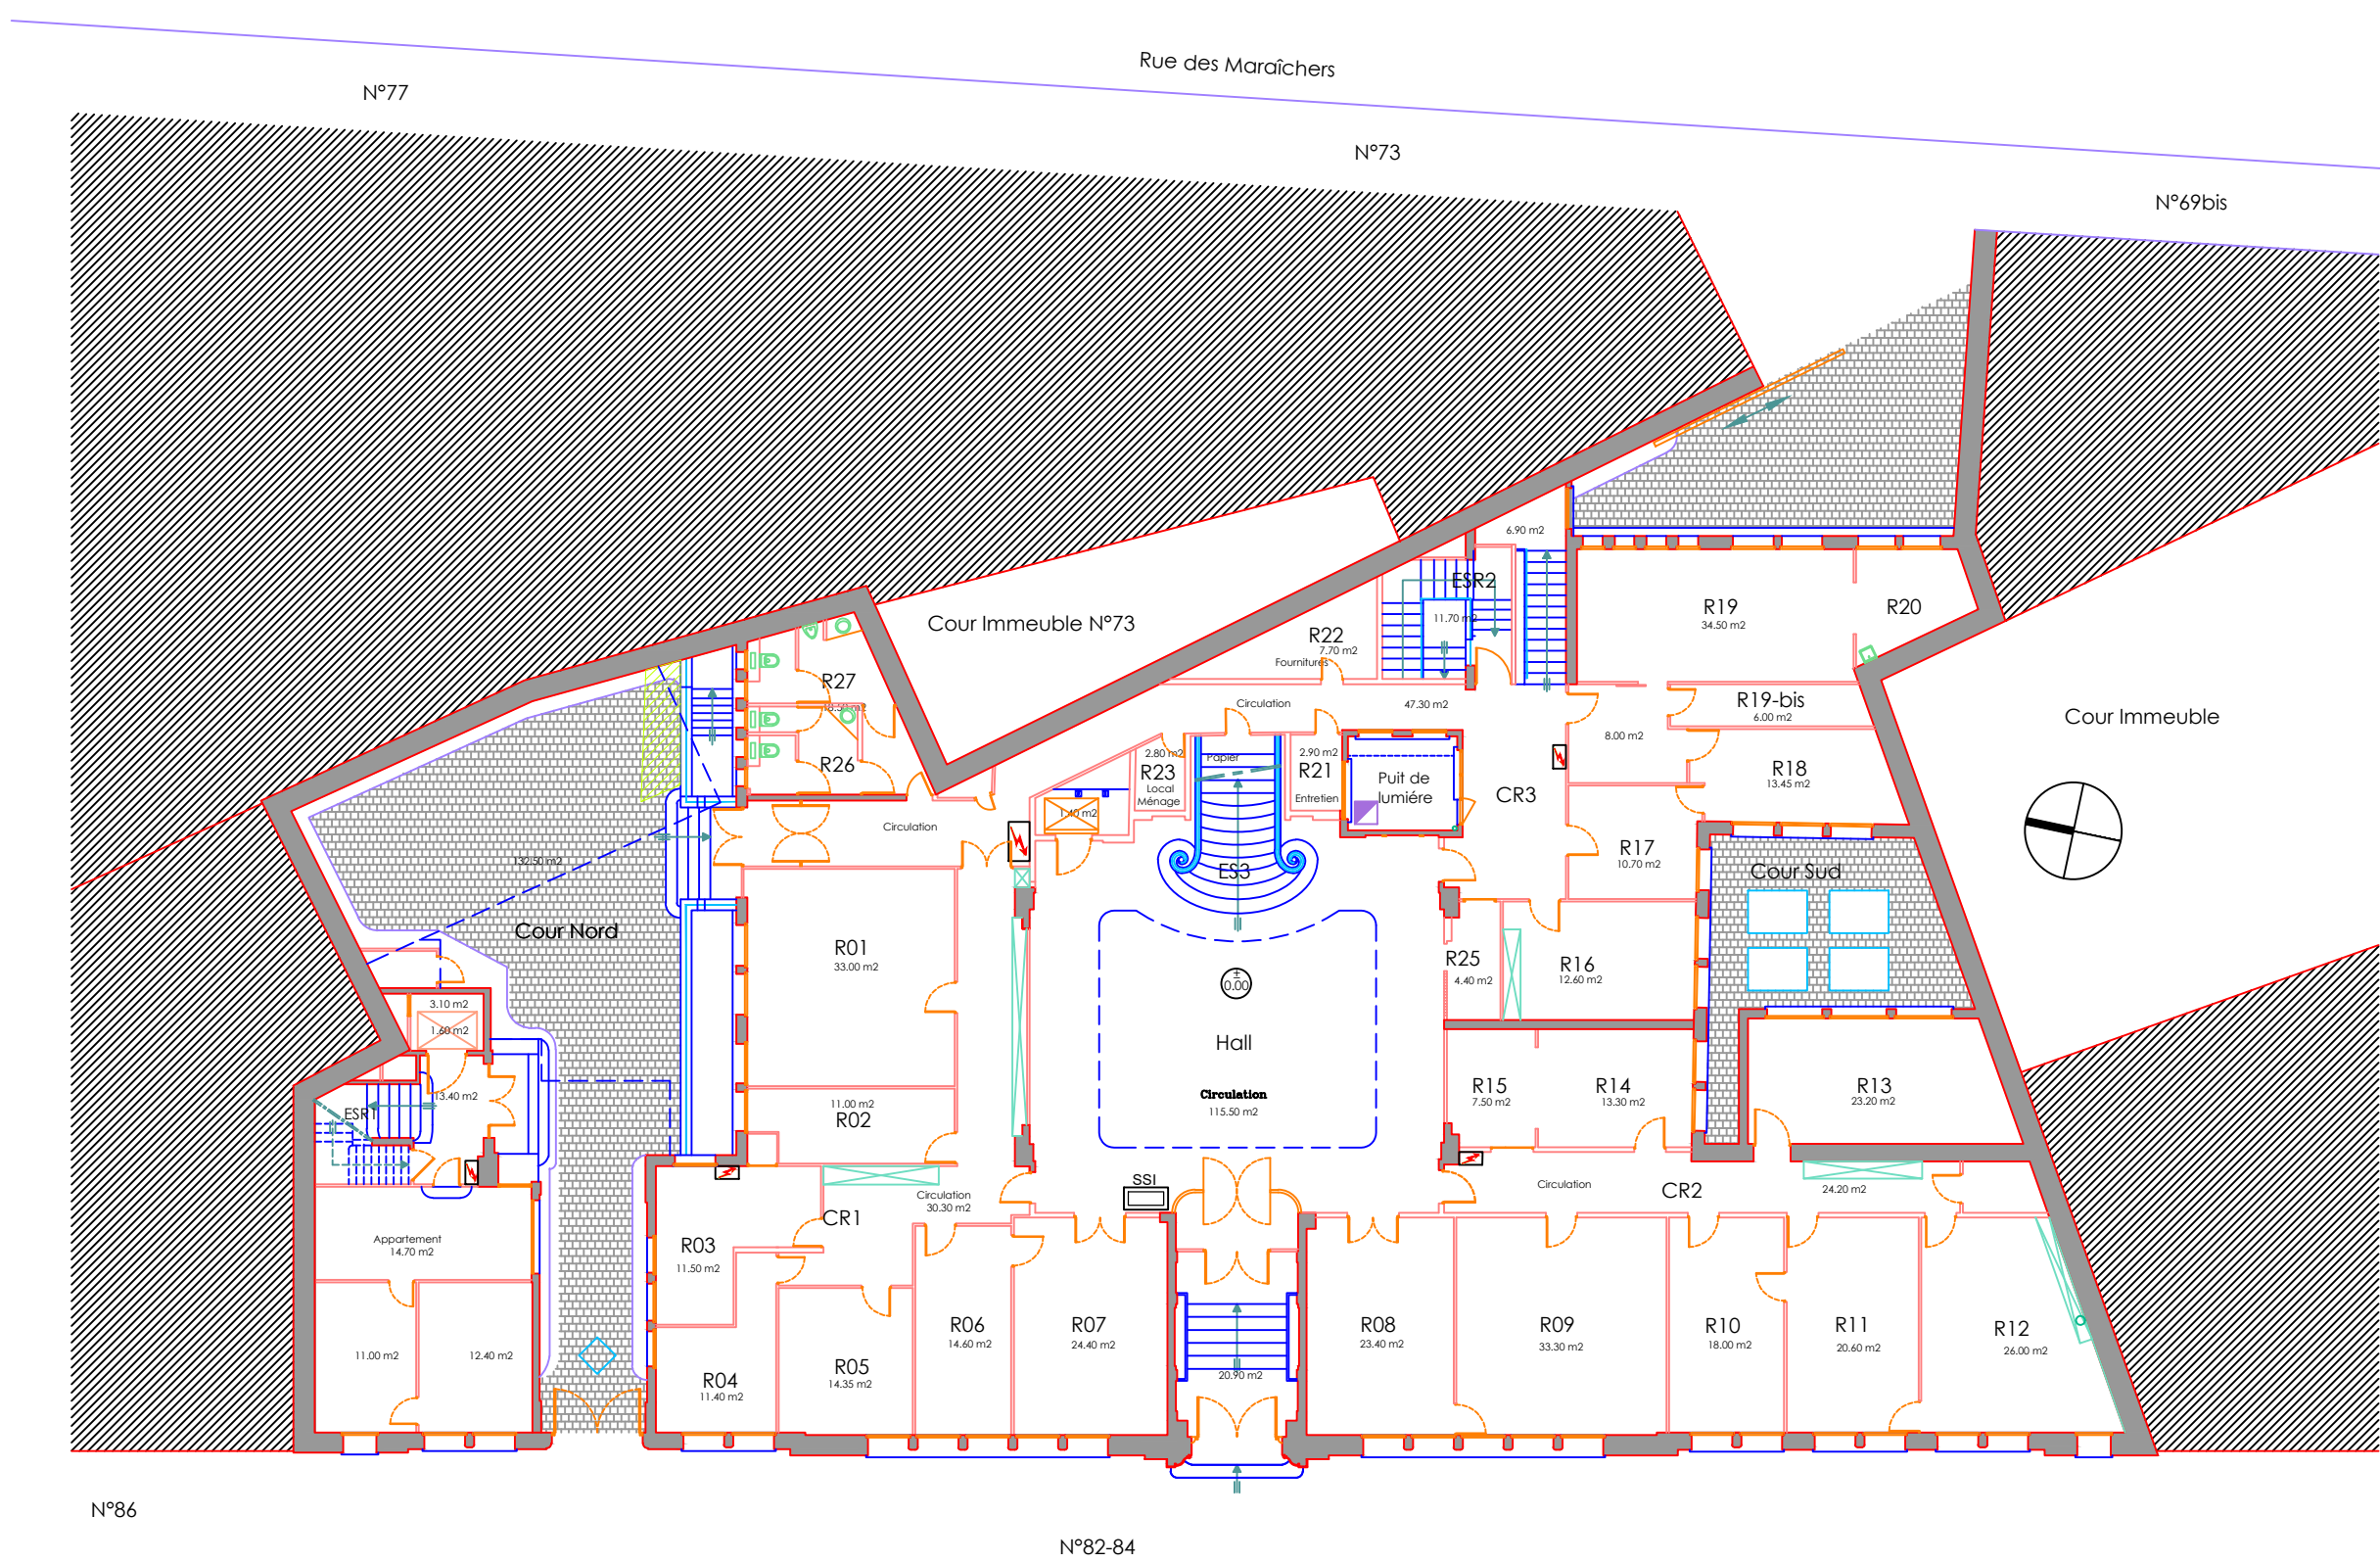 Rue des Maraîchers
N°77
N°73
N°69bis
6.90 m2
ESR2
11.70 m2
R19
34.50 m2
R20
Cour Immeuble N°73
R22
7.70 m2
Fournitures
R27
R19-bis
6.00 m2
Circulation
47.30 m2
Cour Immeuble
8.00 m2
R26
2.80 m2
R23
Local
Ménage
Papier
2.90 m2
R21
Entretien
Puit de
lumiére
R18
13.45 m2
CR3
1.40 m2
Circulation
132.50 m2
R17
10.70 m2
Cour Sud
ES3
Cour Nord
R01
33.00 m2
R25
4.40 m2
R16
12.60 m2
±
0.00
3.10 m2
1.60 m2
Hall
Circulation
115.50 m2
13.40 m2
ESR1
11.00 m2
R02
R15
7.50 m2
R14
13.30 m2
R13
23.20 m2
SSI
Circulation
30.30 m2
CR1
Circulation
CR2
24.20 m2
Appartement
14.70 m2
R03
11.50 m2
11.00 m2
12.40 m2
R04
11.40 m2
R05
14.35 m2
R06
14.60 m2
R07
24.40 m2
20.90 m2
R08
23.40 m2
R09
33.30 m2
R10
18.00 m2
R11
20.60 m2
R12
26.00 m2
N°86
N°82-84